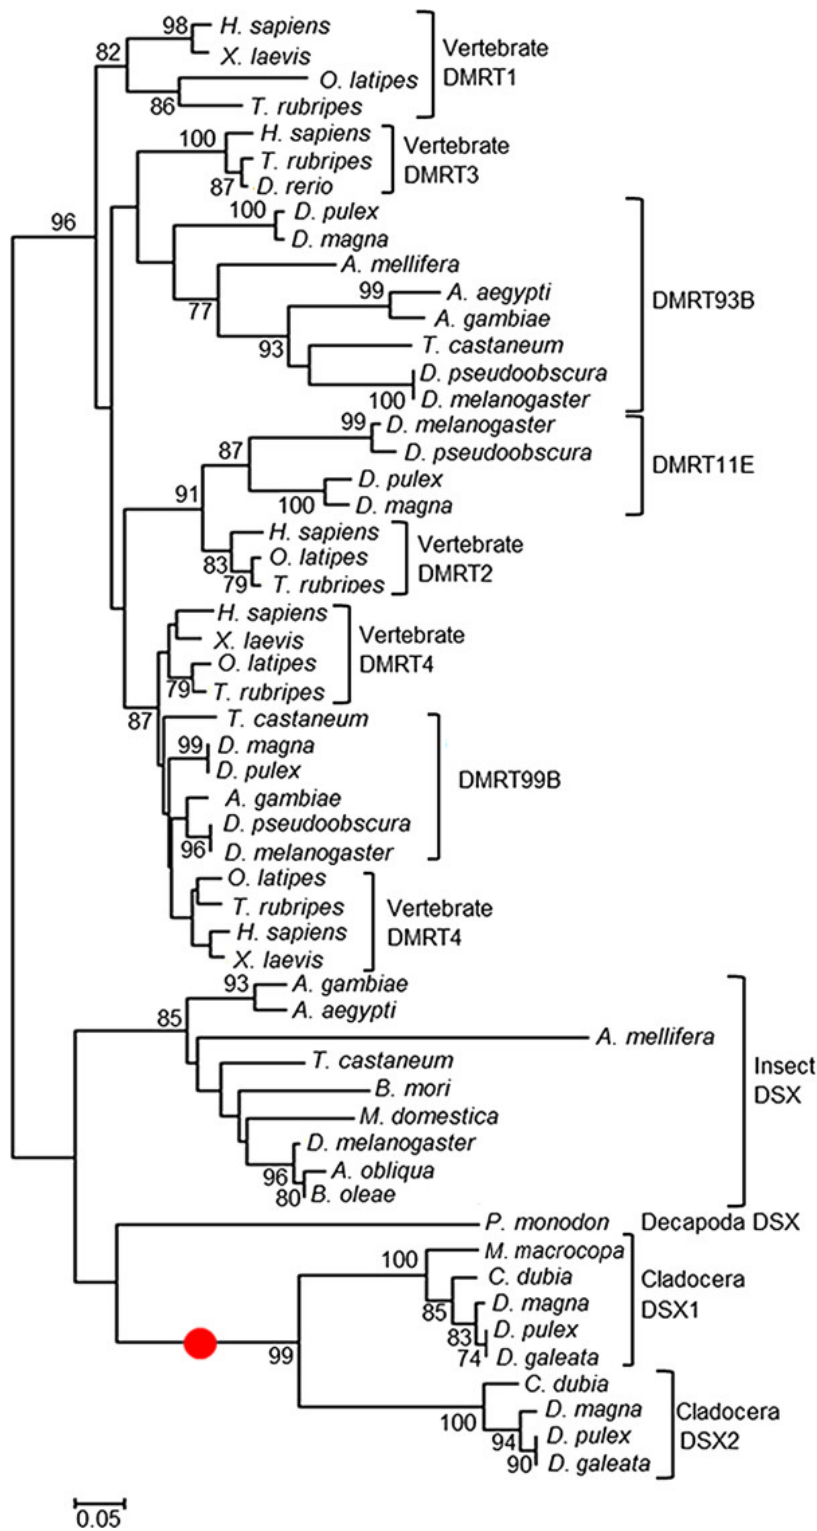 98
H. sapiens
X. laevis
82
Vertebrate
DMRT1
O. latipes
86
T. rubripes
100
H. sapiens
T. rubripes
87
D. rerio
Vertebrate
DMRT3
96
100
D. pulex
D. magna
A. mellifera
77
99
A. aegypti
A. gambiae
93
T. castaneum
D. pseudoobscura
100
D. melanogaster
DMRT93B
99
D. melanogaster
D. pseudoobscura
87
D. pulex
100
D. magna
DMRT11E
91
H. sapiens
83
O. latipes
79
T. rubripes
Vertebrate
DMRT2
H. sapiens
X. laevis
O. latipes
79
T. rubripes
Vertebrate
DMRT4
87
T. castaneum
99
D. magna
D. pulex
A. gambiae
D. pseudoobscura
96
D. melanogaster
DMRT99B
O. latipes
T. rubripes
H. sapiens
X. laevis
Vertebrate
DMRT4
93
A. gambiae
A. aegypti
85
A. mellifera
T. castaneum
B. mori
M. domestica
D. melanogaster
96
A. obliqua
80
B. oleae
Insect
DSX
P. monodon
Decapoda DSX
100
M. macrocopa
C. dubia
85
D. magna
83
D. pulex
74
D. galeata
Cladocera
DSX1
99
C. dubia
100
D. magna
94
D. pulex
90
D. galeata
Cladocera
DSX2
0.05